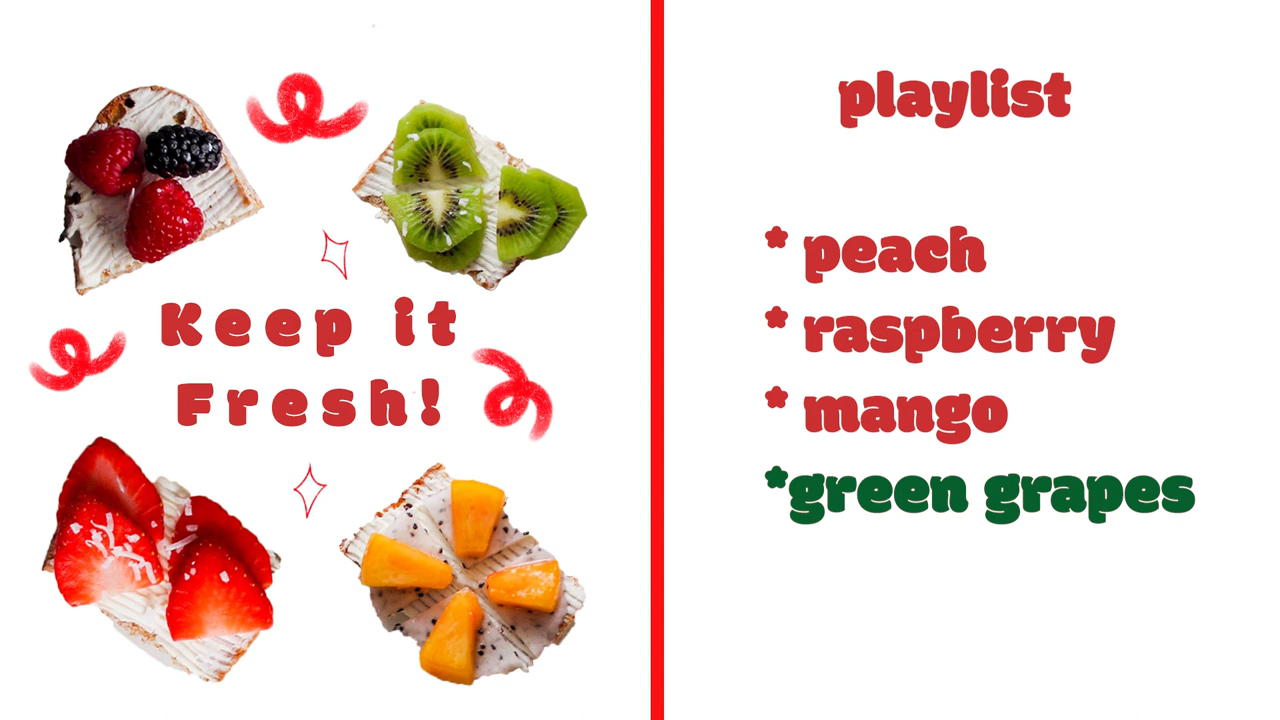 Keep it
Fresh!
playlist
* peach
* raspberry
* mango
*green grapes